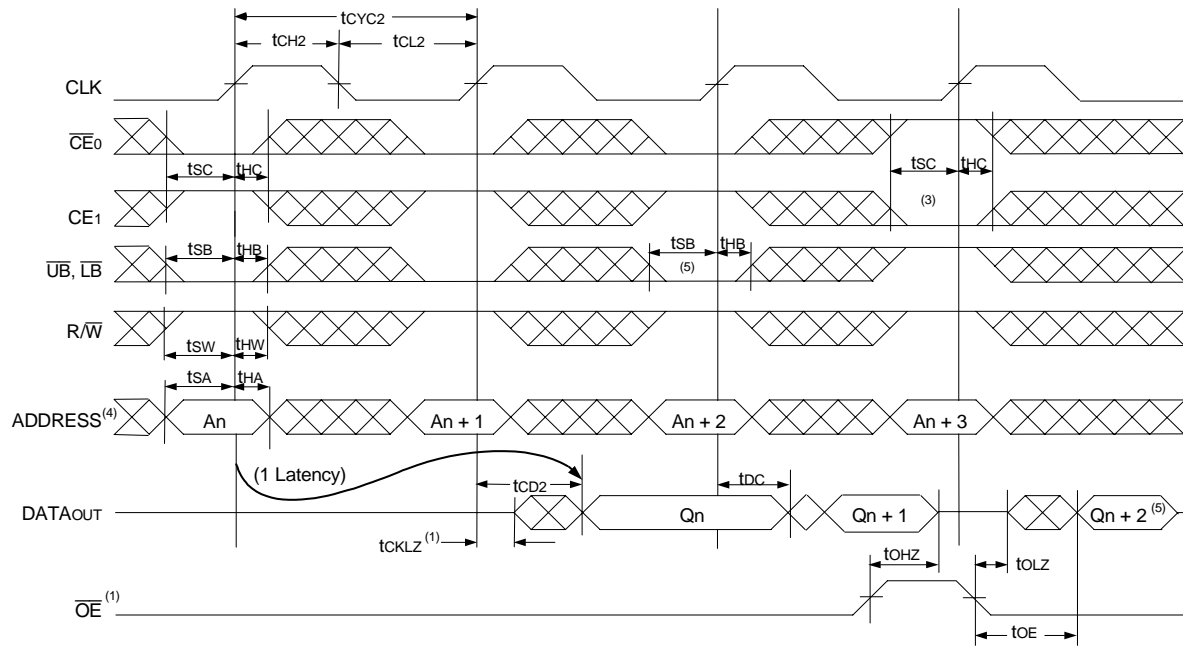 tCYC2
tCH2 tCL2
CLK
CE0
tSC tHC tSC tHC
CE1 (3)
tSB tHB tSB tHB
UB, LB (5)
R/W
tSW tHW
tSA tHA
ADDRESS(4) An An + 1 An + 2 An + 3
(1 Latency) tCD2 tDC
DATAOUT Qn Qn + 1 Qn + 2 (5)
tCKLZ (1) tOHZ tOLZ
OE (1)
tOE